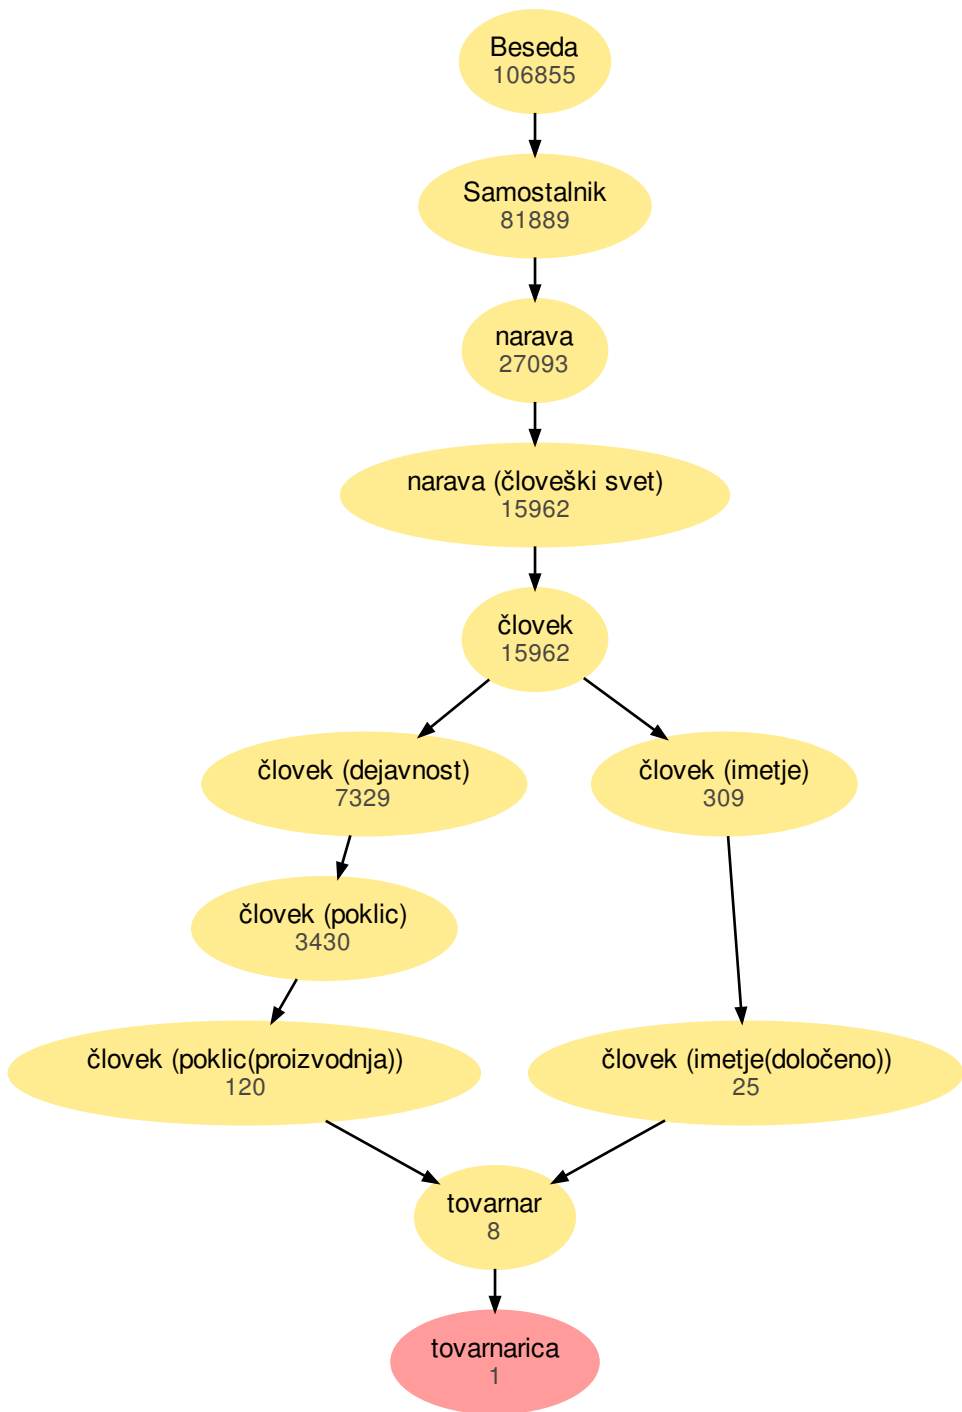 Beseda
106855
Samostalnik
81889
narava
27093
narava (človeški svet)
15962
človek
15962
človek (dejavnost)
7329
človek (imetje)
309
človek (poklic)
3430
človek (poklic(proizvodnja))
120
človek (imetje(določeno))
25
tovarnar
8
tovarnarica
1